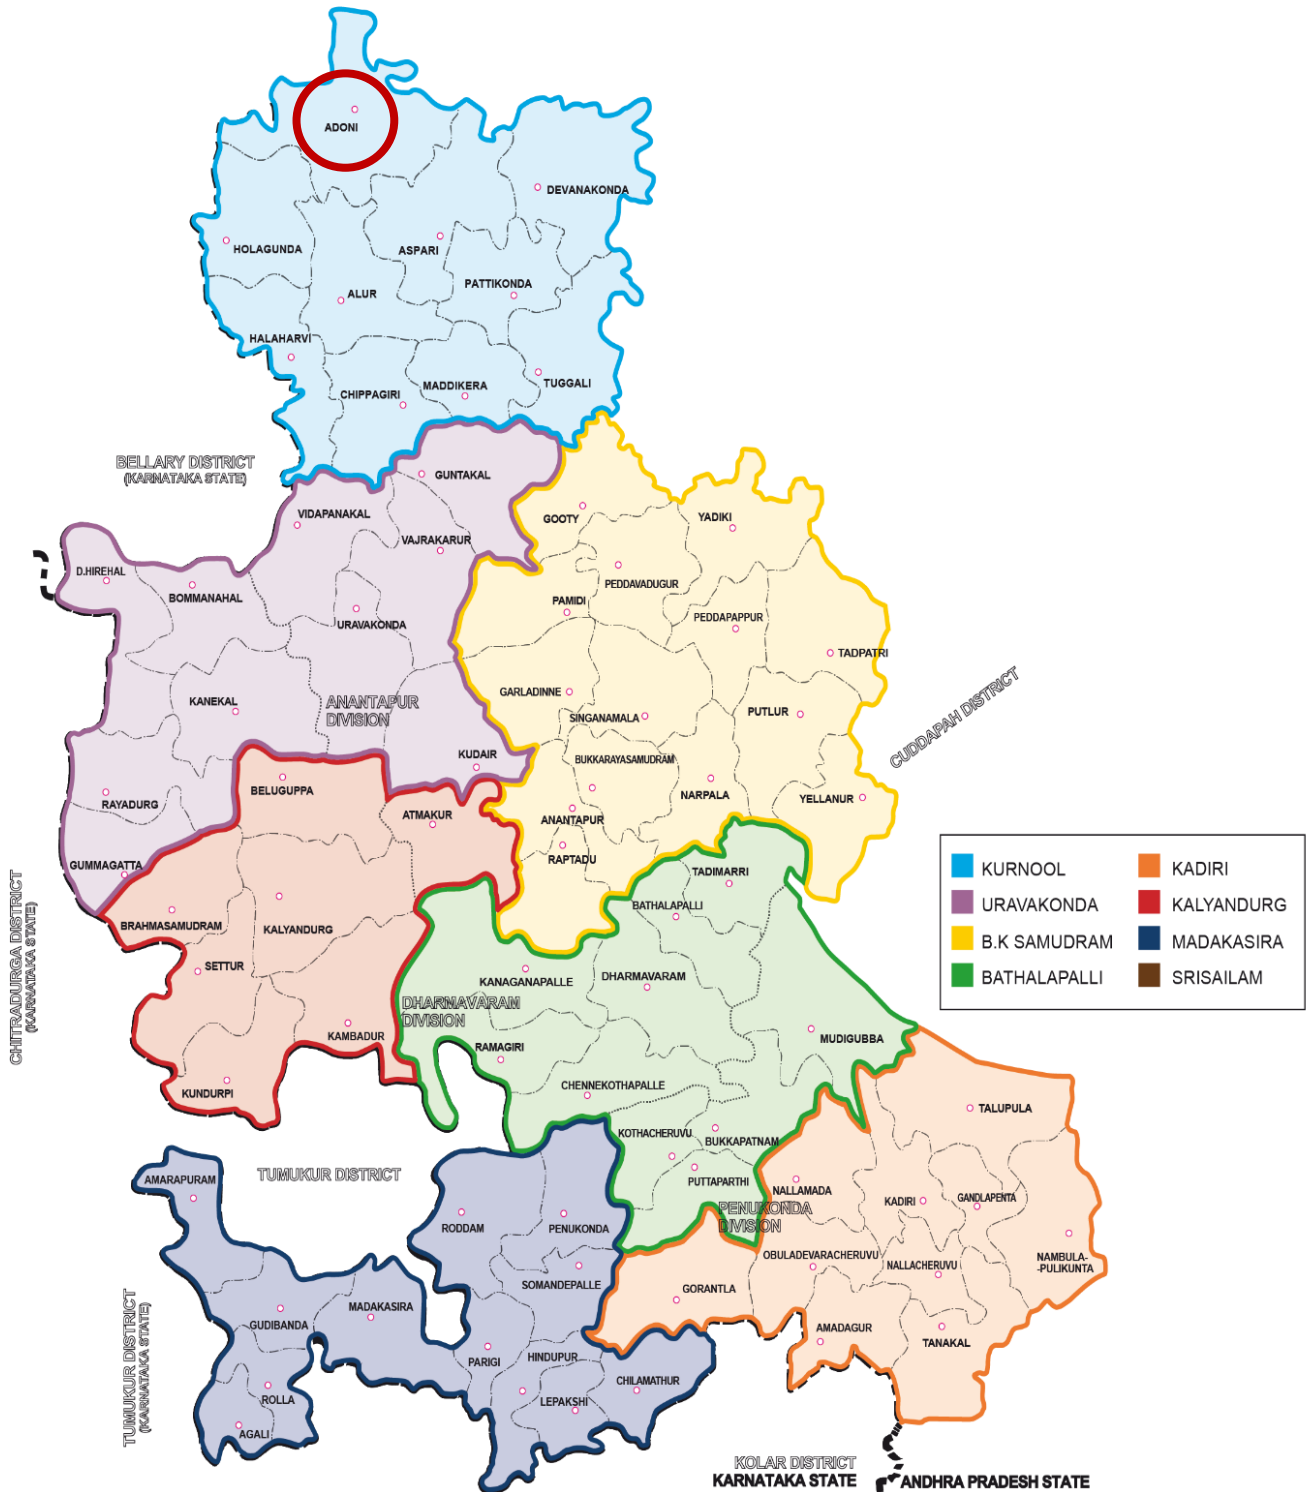 ADONI
DEVANAKONDA
HOLAGUNDA
ASPARI
PATTIKONDA
ALUR
HALAHARVI
TUGGALI
MADDIKERA
CHIPPAGIRI
BELLARY DISTRICT
(KARNATAKA STATE)
GUNTAKAL
VIDAPANAKAL
GOOTY
YADIKI
VAJRAKARUR
D.HIREHAL
BOMMANAHAL
PEDDAVADUGUR
PAMIDI
URAVAKONDA
PEDDAPAPPUR
TADPATRI
KANEKAL
ANANTAPUR
DIVISION
GARLADINNE
SINGANAMALA
PUTLUR
CUDDAPAH DISTRICT
KUDAIR
BUKKARAYASAMUDRAM
BELUGUPPA
NARPALA
YELLANUR
RAYADURG
ATMAKUR
ANANTAPUR
RAPTADU
GUMMAGATTA
TADIMARRI
KURNOOL
URAVAKONDA
B.K SAMUDRAM
BATHALAPALLI
KADIRI
KALYANDURG
MADAKASIRA
SRISAILAM
BATHALAPALLI
BRAHMASAMUDRAM
KALYANDURG
CHITRADURGA DISTRICT
(KARNATAKA STATE)
SETTUR
KANAGANAPALLE
DHARMAVARAM
DHARMAVARAM
DIVISION
KAMBADUR
MUDIGUBBA
RAMAGIRI
KUNDURPI
CHENNEKOTHAPALLE
TALUPULA
KOTHACHERUVU
BUKKAPATNAM
TUMUKUR DISTRICT
AMARAPURAM
PUTTAPARTHI
NALLAMADA
KADIRI
GANDLAPENTA
PENUKONDA
DIVISION
RODDAM
PENUKONDA
OBULADEVARACHERUVU
NALLACHERUVU
NAMBULA-
-PULIKUNTA
SOMANDEPALLE
GORANTLA
TUMUKUR DISTRICT
(KARNATAKA STATE)
MADAKASIRA
GUDIBANDA
AMADAGUR
TANAKAL
PARIGI
HINDUPUR
CHILAMATHUR
ROLLA
LEPAKSHI
AGALI
KOLAR DISTRICT
KARNATAKA STATE
ANDHRA PRADESH STATE